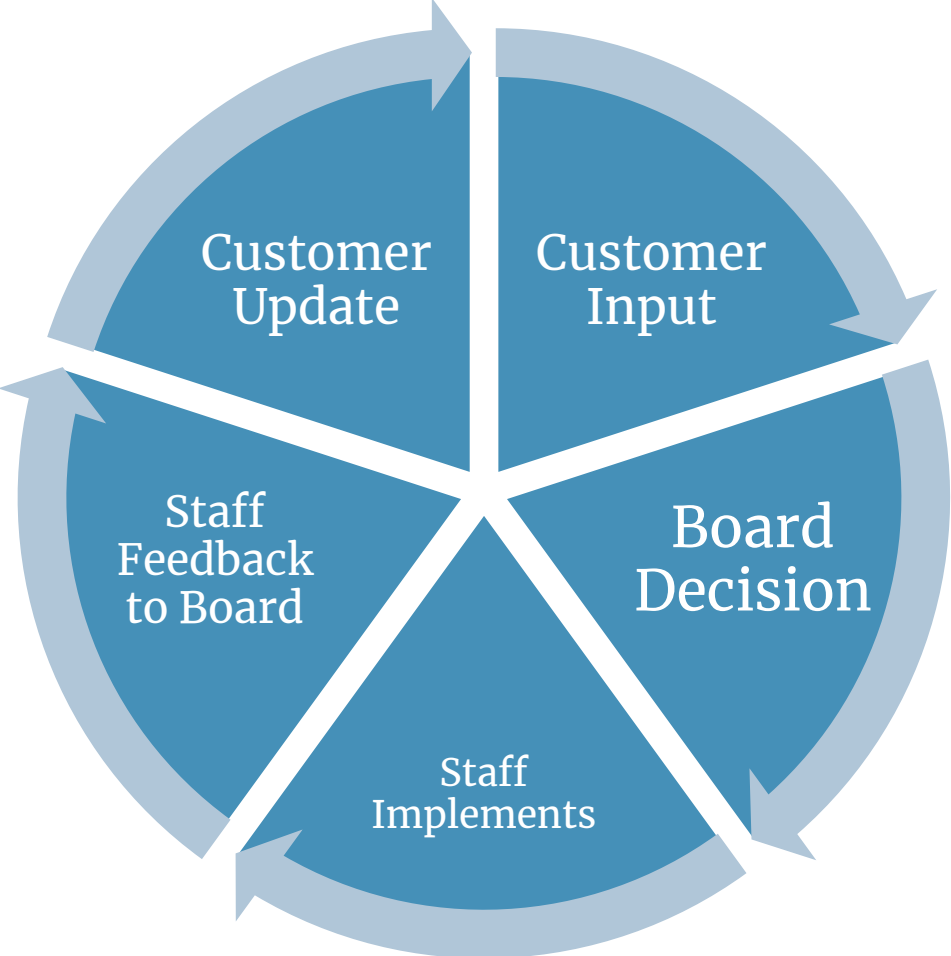 Customer
Input
Board
Decision
Staff
Implements
Staff
Feedback
to Board
Customer
Update